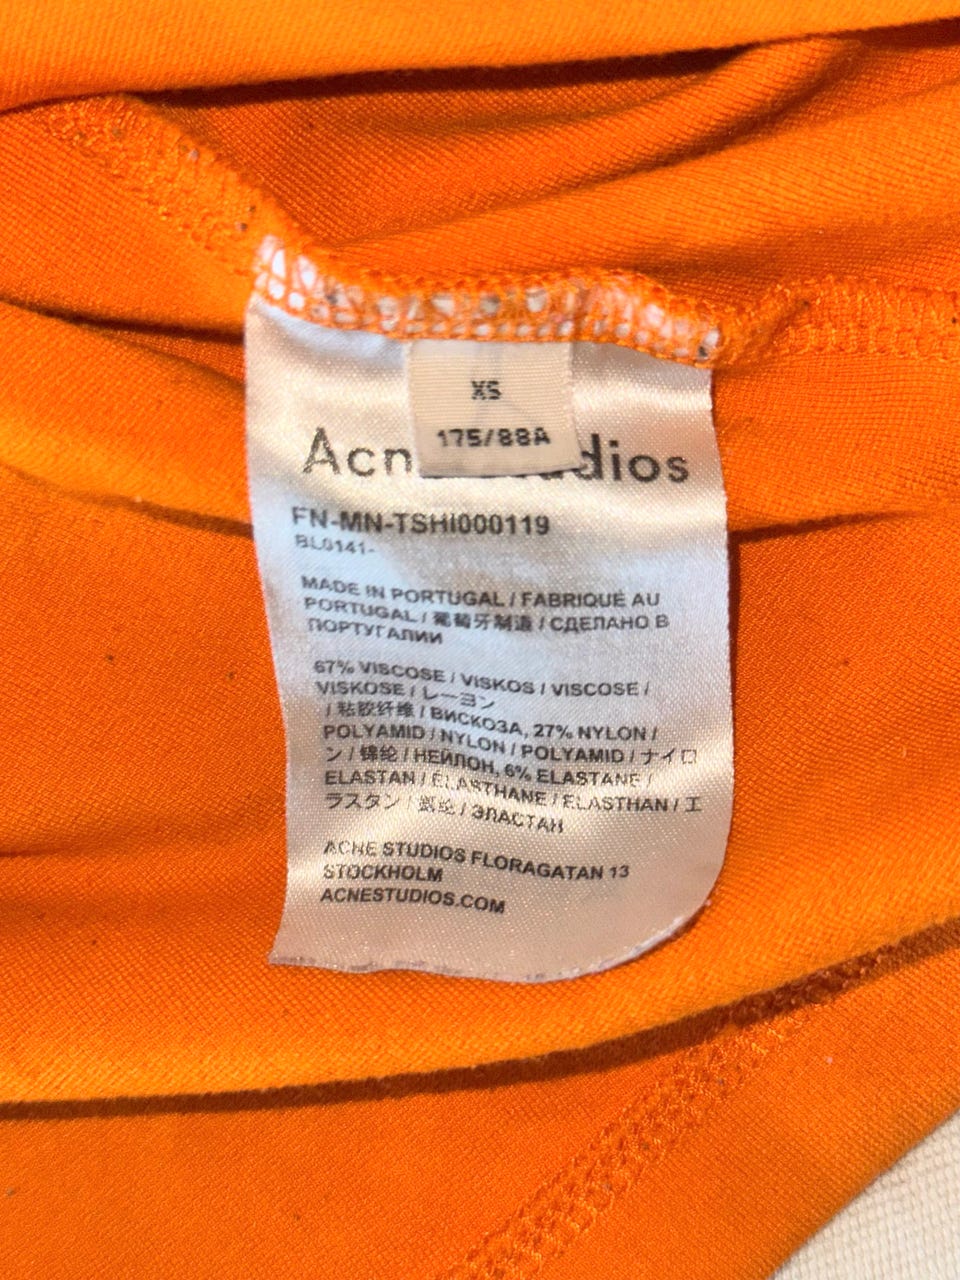 XS
175/88A
Acn dios
FN-MN-TSHI000119
BL0141-
MADE IN PORTUGAL / FABRIQUE AU
PORTUGAL / 葡萄牙制造 / СДЕЛАНО В
ПОРТУГАЛИИ
67% VISCOSE / VISKOS / VISCOSE /
VISKOSE / レーヨン
/ 粘胶纤维 / ВИСКОЗА, 27% NYLON /
POLYAMID / NYLON / POLYAMID / ナイロ
ン / 锦纶 / НЕЙЛОН, 6% ELASTANE /
ELASTAN / ELASTHANE / ELASTHAN / エ
ラスタン / 氨纶 / ЭЛАСТАН
ACNE STUDIOS FLORAGATAN 13
STOCKHOLM
ACNESTUDIOS.COM